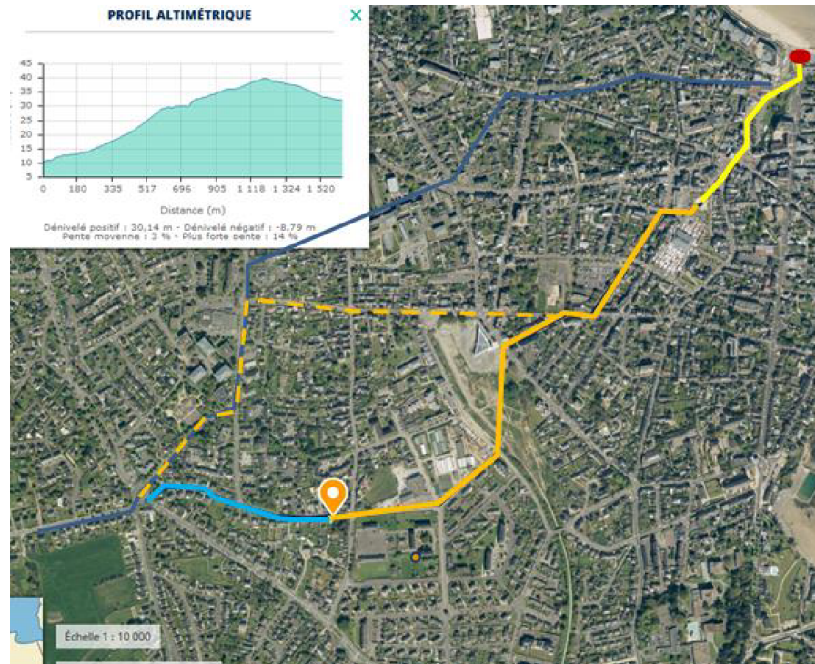 PROFIL ALTIMÉTRIQUE ×
45
40
35
30
25
20
15
10
5
0 180 335 517 696 905 1 118 1 324 1 520
Distance (m)
Dénivelé positif : 30,14 m - Dénivelé négatif : -8,79 m
Pente moyenne : 3 % - Plus forte pente : 14 %
Échelle 1 : 10 000